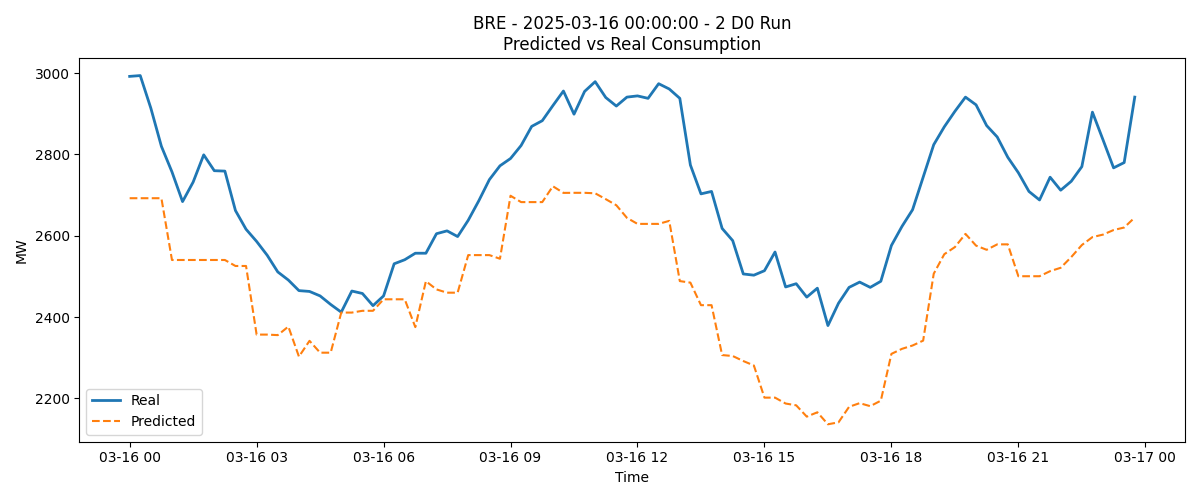 BRE - 2025-03-16 00:00:00 - 2 D0 Run
Predicted vs Real Consumption
MW
3000
2800
2600
2400
2200
Real
Predicted
03-16 00
03-16 03
03-16 06
03-16 09
03-16 12
03-16 15
03-16 18
03-16 21
03-17 00
Time